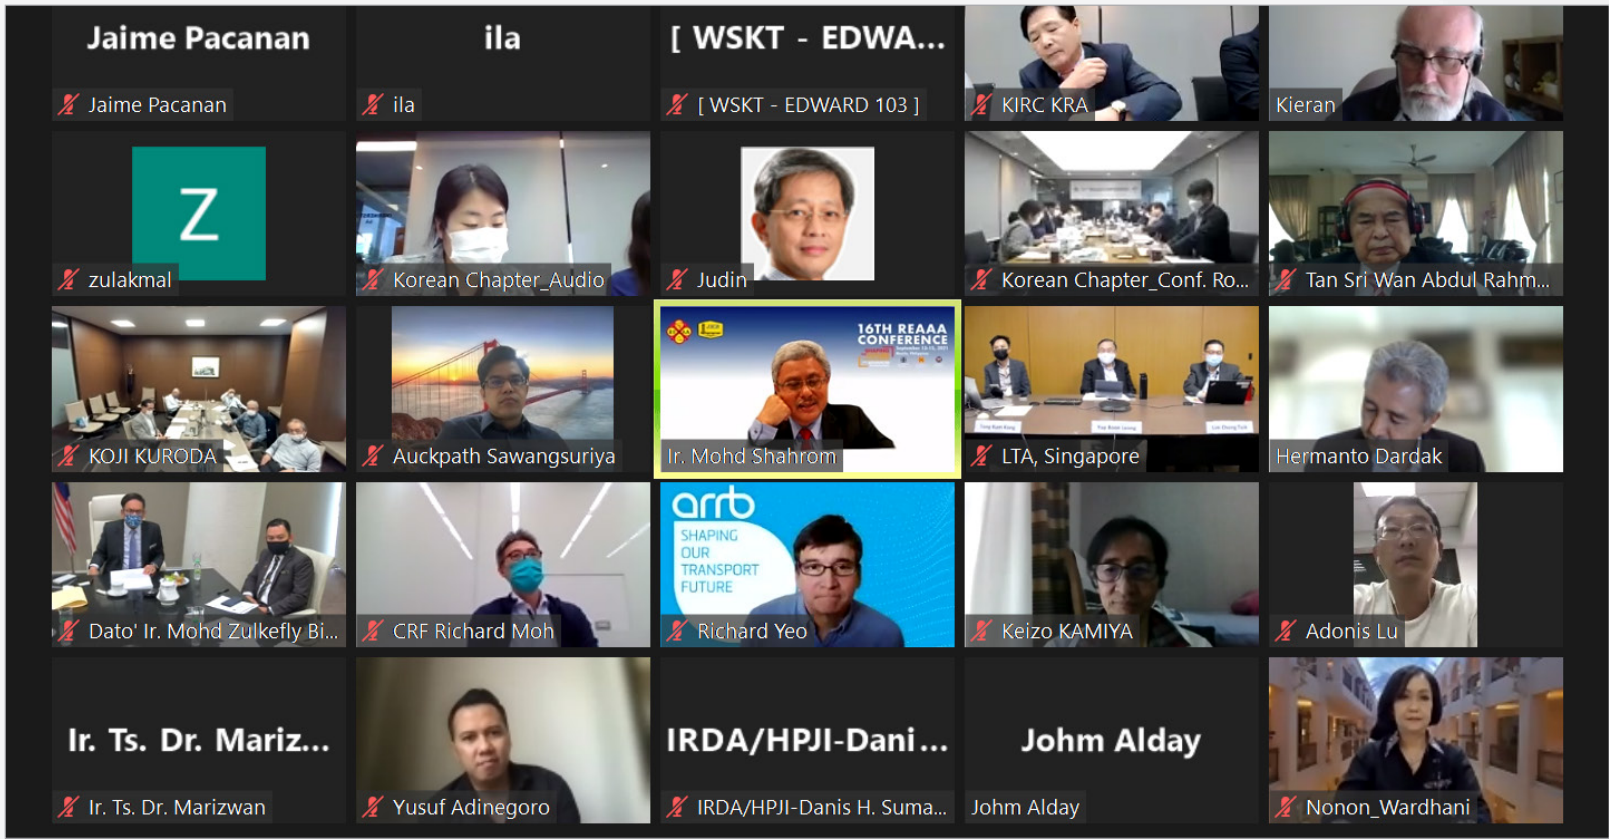 Jaime Pacanan
ila
[ WSKT - EDWA...
Jaime Pacanan
ila
[ WSKT - EDWARD 103 ]
KIRC KRA
Kieran
Z
zulakmal
Korean Chapter_Audio
Judin
Korean Chapter_Conf. Ro...
Tan Sri Wan Abdul Rahm...
16TH REAAA
CONFERENCE
KOJI KURODA
Auckpath Sawangsuriya
Ir. Mohd Shahrom
LTA, Singapore
Hermanto Dardak
arrb
SHAPING
OUR
TRANSPORT
FUTURE
Dato' Ir. Mohd Zulkefly Bi...
CRF Richard Moh
Richard Yeo
Keizo KAMIYA
Adonis Lu
Ir. Ts. Dr. Mariz...
IRDA/HPJI-Dani...
Johm Alday
Ir. Ts. Dr. Marizwan
Yusuf Adinegoro
IRDA/HPJI-Danis H. Suma...
Johm Alday
Nonon_Wardhani